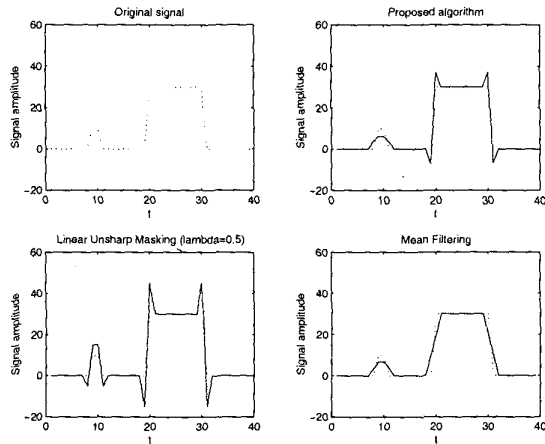 Original signal
60
40
20
0
-20
0 10 20 30 40
Signal amplitude
t
Proposed algorithm
60
40
20
0
-20
0 10 20 30 40
Signal amplitude
t
Linear Unsharp Masking (lambda=0.5)
60
40
20
0
-20
0 10 20 30 40
Signal amplitude
t
Mean Filtering
60
40
20
0
-20
0 10 20 30 40
Signal amplitude
t